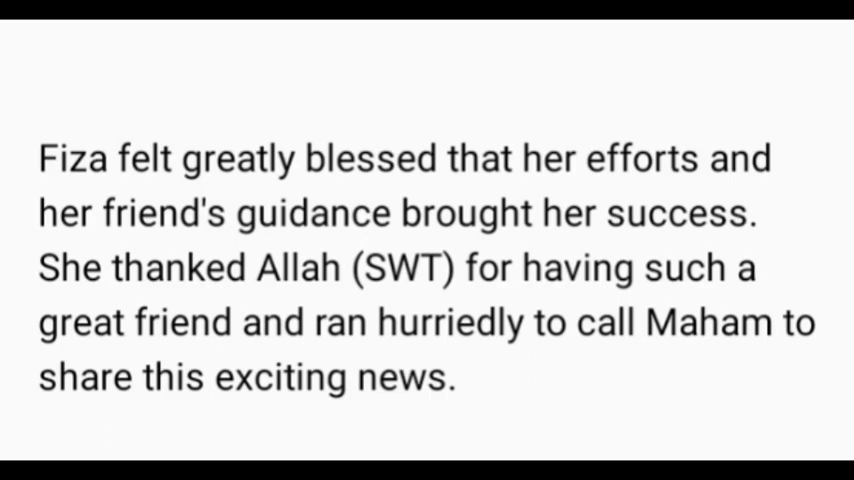 Fiza felt greatly blessed that her efforts and
her friend's guidance brought her success.
She thanked Allah (SWT) for having such a
great friend and ran hurriedly to call Maham to
share this exciting news.